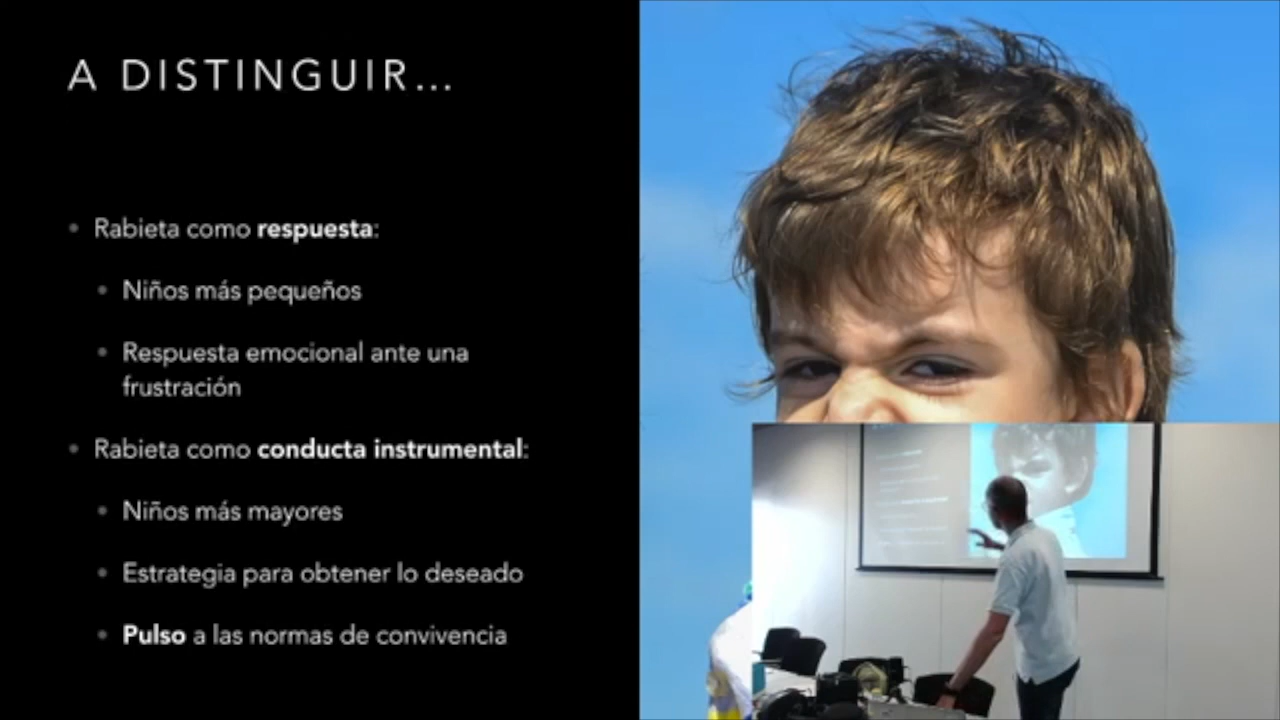 A DISTINGUIR...
• Rabieta como respuesta:
• Niños más pequeños
• Respuesta emocional ante una
frustración
• Rabieta como conducta instrumental:
• Niños más mayores
• Estrategia para obtener lo deseado
• Pulso a las normas de convivencia